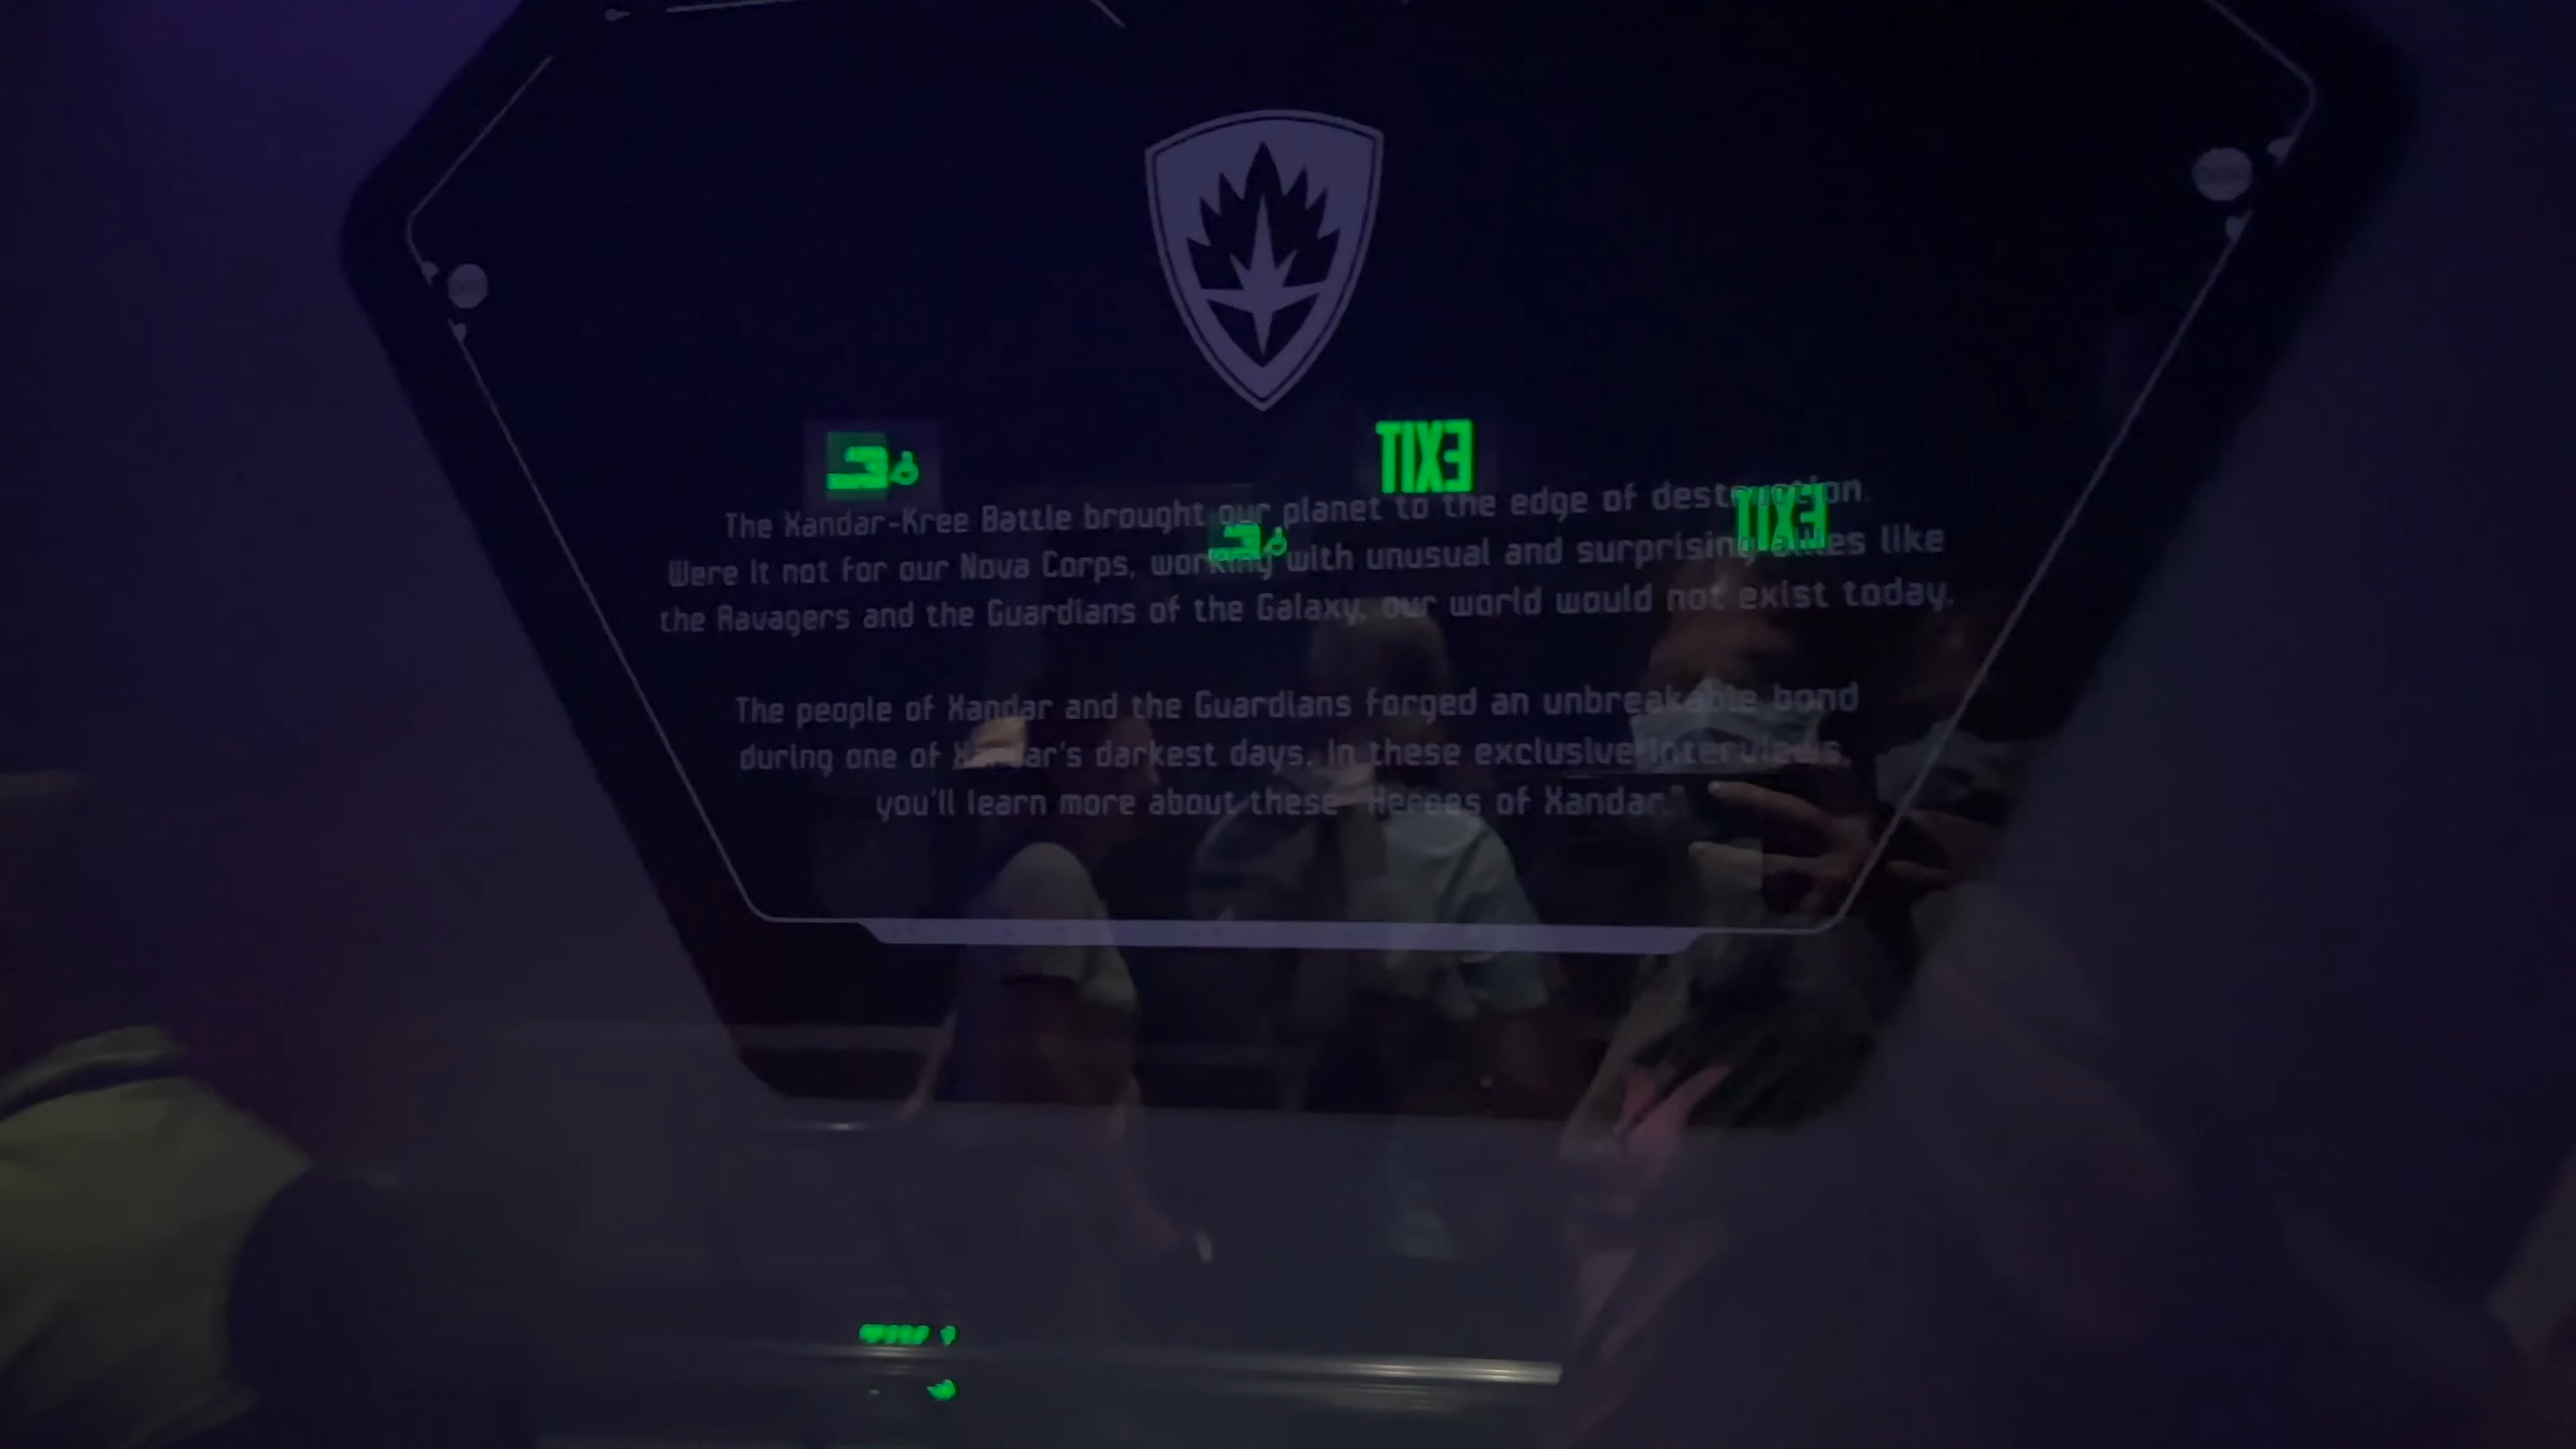 EXIT
EXIT
The Xandar-Kree Battle brought our planet to the edge of destruction.
Were it not for our Nova Corps, working with unusual and surprising allies like
the Ravagers and the Guardians of the Galaxy, our world would not exist today.
The people of Xandar and the Guardians forged an unbreakable bond
during one of Xandar's darkest days. In these exclusive interviews,
you'll learn more about these "Heroes of Xandar."